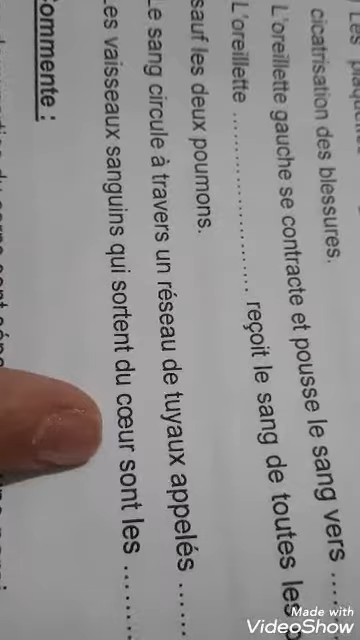 Les
cicatrisation des blessures.
L'oreillette gauche se contracte et pousse le sang vers ....
L'oreillette ........................ reçoit le sang de toutes les
sauf les deux poumons.
Le sang circule à travers un réseau de tuyaux appelés ......
Les vaisseaux sanguins qui sortent du cœur sont les .........
Commente :
Made with
VideoShow